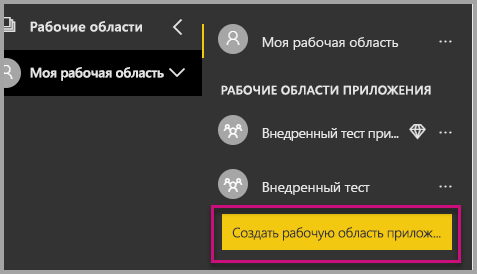 Рабочие области
Моя рабочая область
Моя рабочая область
РАБОЧИЕ ОБЛАСТИ ПРИЛОЖЕНИЯ
Внедренный тест при...
Внедренный тест
Создать рабочую область прилож...